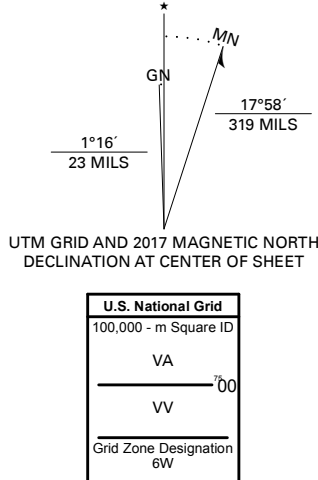 ★
MN
GN
1°16´
23 MILS
17°58´
319 MILS
UTM GRID AND 2017 MAGNETIC NORTH
DECLINATION AT CENTER OF SHEET
U.S. National Grid
100,000 - m Square ID
VA
7500
VV
Grid Zone Designation
6W